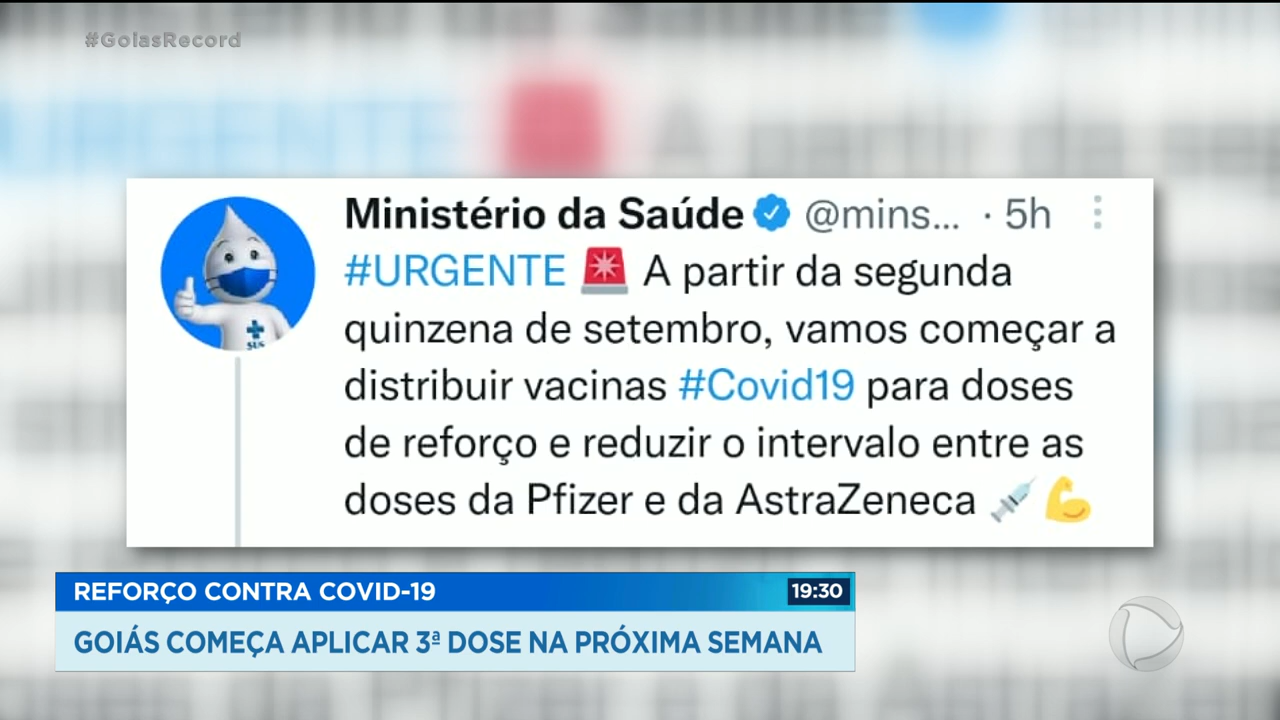 #GoiasRecord
Ministério da Saúde @mins... · 5h
#URGENTE 🚨 A partir da segunda
quinzena de setembro, vamos começar a
distribuir vacinas #Covid19 para doses
de reforço e reduzir o intervalo entre as
doses da Pfizer e da AstraZeneca 💉💪
SUS
REFORÇO CONTRA COVID-19
19:30
GOIÁS COMEÇA APLICAR 3ª DOSE NA PRÓXIMA SEMANA